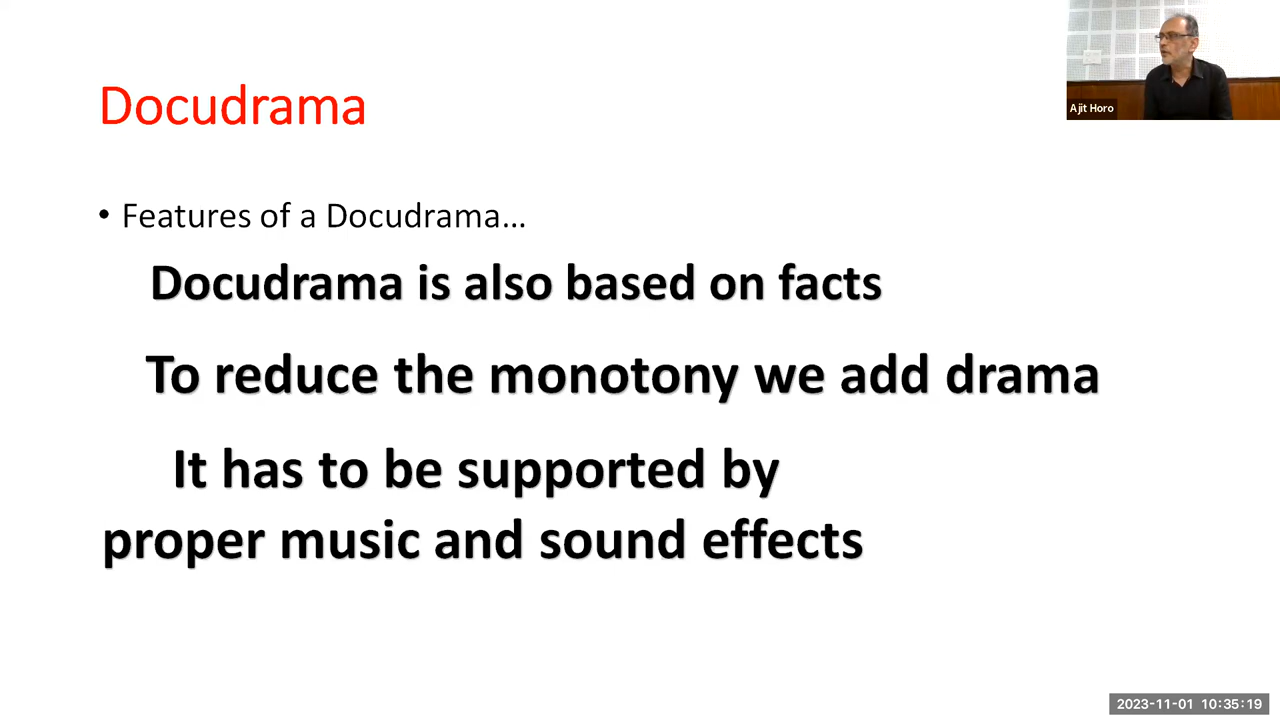 Ajit Horo
Docudrama
• Features of a Docudrama…
Docudrama is also based on facts
To reduce the monotony we add drama
It has to be supported by
proper music and sound effects
2023-11-01 10:35:19